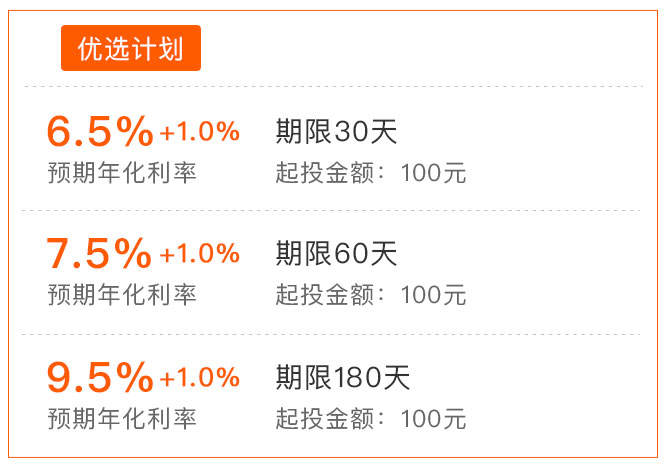 优选计划
6.5%+1.0% 期限30天
预期年化利率 起投金额：100元
7.5%+1.0% 期限60天
预期年化利率 起投金额：100元
9.5%+1.0% 期限180天
预期年化利率 起投金额：100元